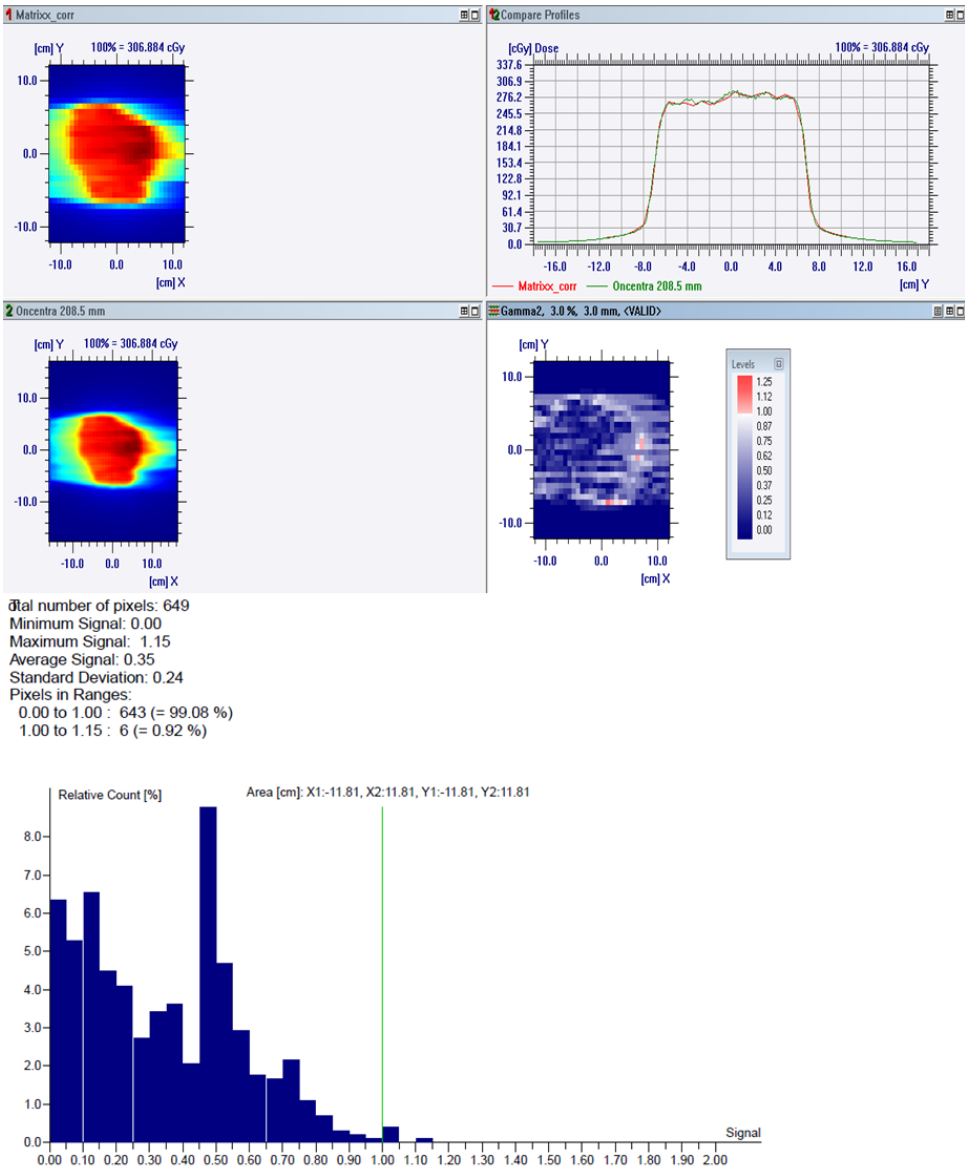 1 Matrixx_corr
[cm] Y 100% = 306.884 cGy
10.0
0.0
-10.0
-10.0 0.0 10.0
[cm] X
12 Compare Profiles
[cGy] Dose 100% = 306.884 cGy
337.6
306.9
276.2
245.5
214.8
184.1
153.4
122.8
92.1
61.4
30.7
0.0
-16.0 -12.0 -8.0 -4.0 0.0 4.0 8.0 12.0 16.0
Matrixx_corr Oncentra 208.5 mm [cm] Y
2 Oncentra 208.5 mm
[cm] Y 100% = 306.884 cGy
10.0
0.0
-10.0
-10.0 0.0 10.0
[cm] X
Gamma2, 3.0 %, 3.0 mm, <VALID>
[cm] Y
10.0
0.0
-10.0
-10.0 0.0 10.0
[cm] X
Levels
1.25
1.12
1.00
0.87
0.75
0.62
0.50
0.37
0.25
0.12
0.00
number of pixels: 649
Minimum Signal: 0.00
Maximum Signal: 1.15
Average Signal: 0.35
Standard Deviation: 0.24
Pixels in Ranges:
0.00 to 1.00 : 643 (= 99.08 %)
1.00 to 1.15 : 6 (= 0.92 %)
Relative Count [%] Area [cm]: X1:-11.81, X2:11.81, Y1:-11.81, Y2:11.81
8.0
7.0
6.0
5.0
4.0
3.0
2.0
1.0
0.0
Signal
0.00 0.10 0.20 0.30 0.40 0.50 0.60 0.70 0.80 0.90 1.00 1.10 1.20 1.30 1.40 1.50 1.60 1.70 1.80 1.90 2.00